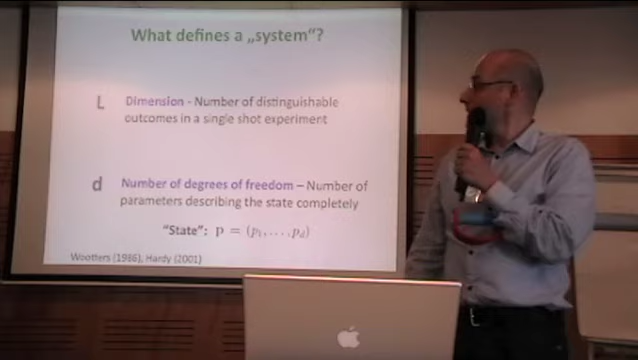 What defines a „system“?
L Dimension - Number of distinguishable
outcomes in a single shot experiment
d Number of degrees of freedom – Number of
parameters describing the state completely
"State": p = (p₁, . . . , p_d)
Wootters (1986), Hardy (2001)